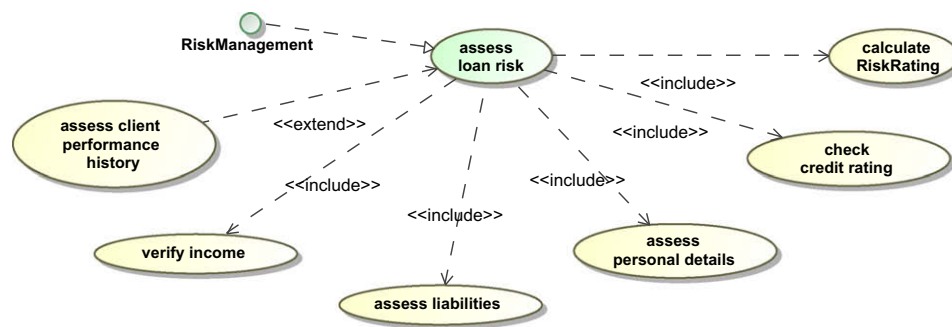 RiskManagement
assess
loan risk
calculate
RiskRating
<<include>>
assess client
performance
history
<<extend>>
<<include>>
check
credit rating
<<include>>
<<include>>
<<include>>
verify income
assess
personal details
assess liabilities